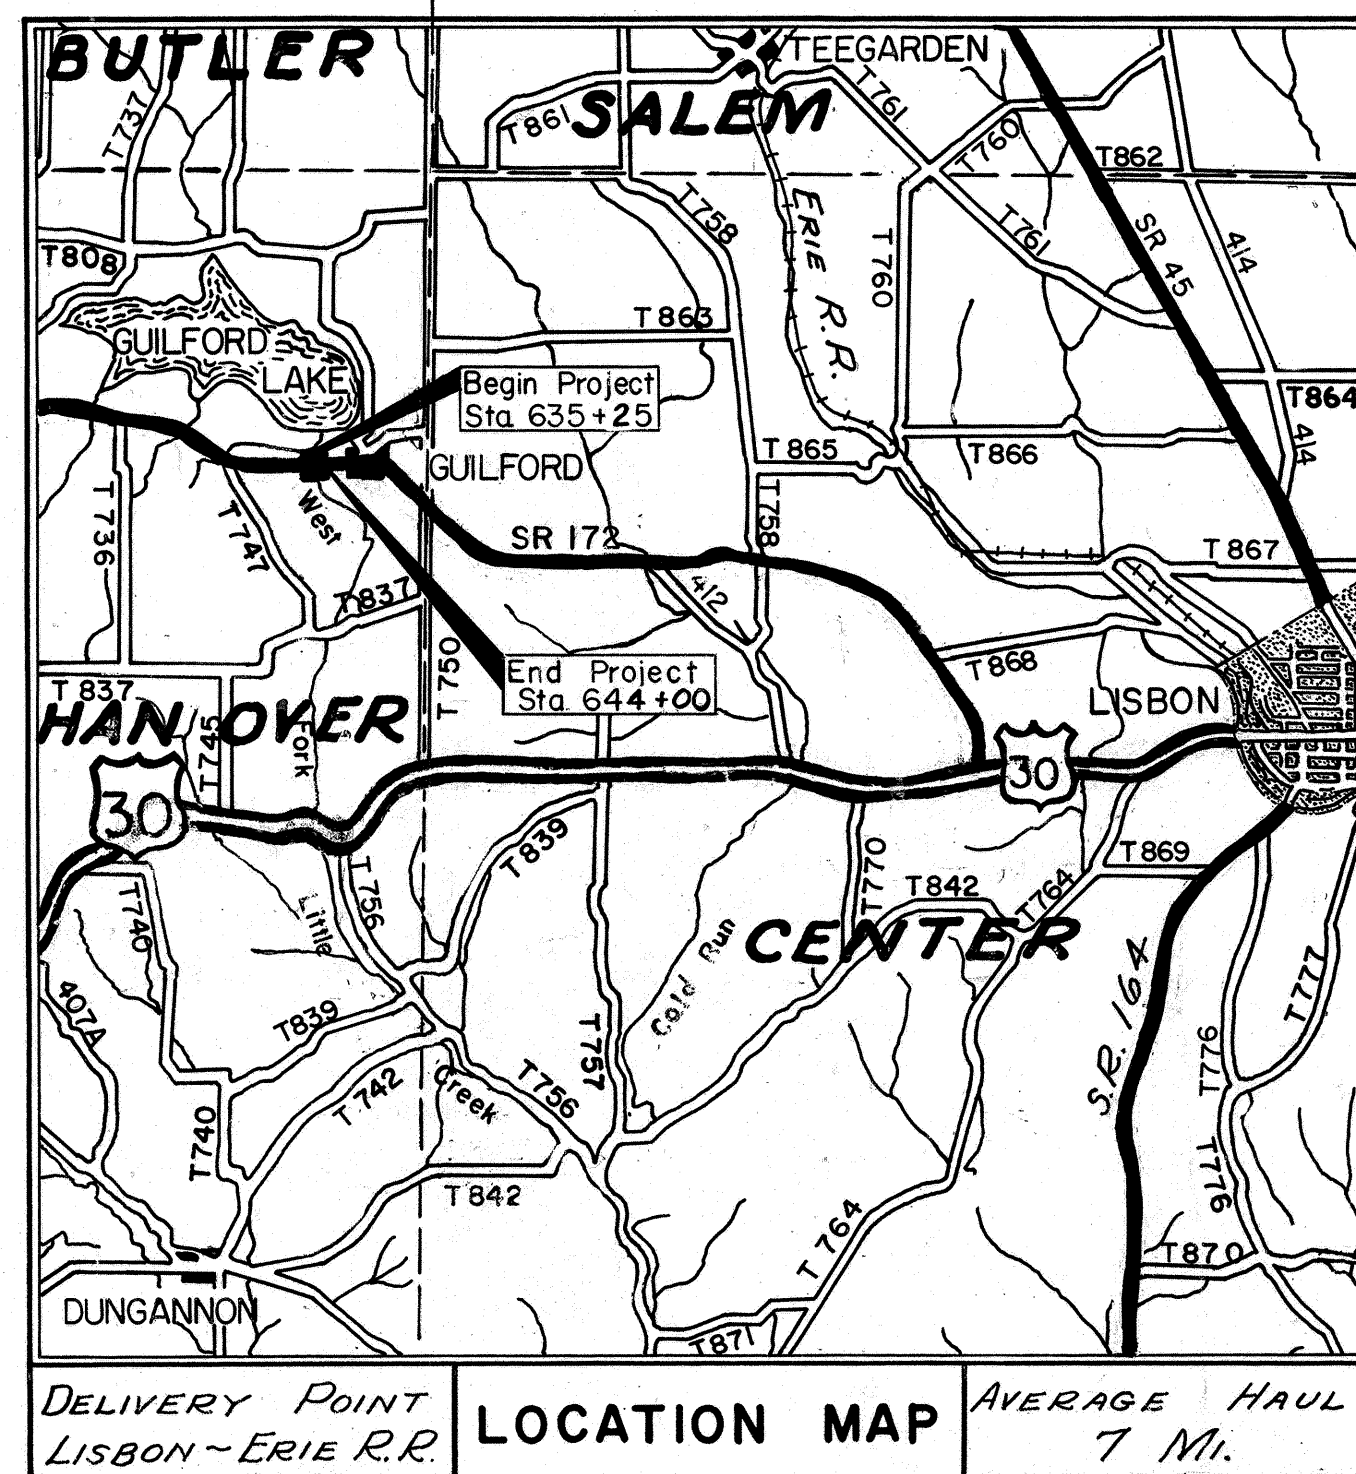 BUTLER
TEEGARDEN
T737
T861
SALEM
T761
T760
T862
T758
ERIE R.R.
T760
T761
SR 45
414
T808
GUILFORD
LAKE
T863
Begin Project
Sta 635+25
T864
414
T865
T866
GUILFORD
T736
T747
West
SR 172
T758
T867
T837
412
T750
T868
End Project
Sta. 644+00
T837
HANOVER
T745
Fork
LISBON
30
30
T839
T756
T770
T869
T740
Little
T842
T764
CENTER
Cold Run
407A
T839
T757
S.R. 164
T777
T776
T742
Creek
T756
T740
T842
T776
T764
T870
DUNGANNON
T871
DELIVERY POINT
LISBON ~ ERIE R.R.
LOCATION MAP
AVERAGE HAUL
7 MI.